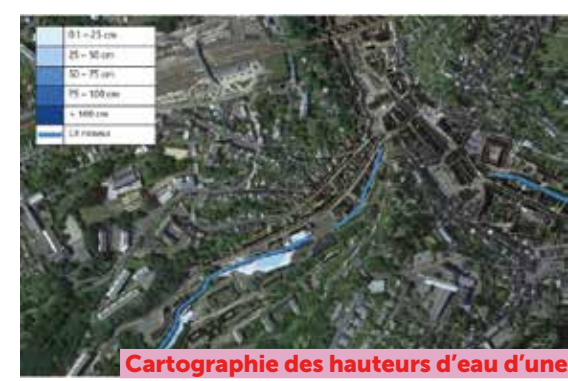 0.1 – 25 cm
25 – 50 cm
50 – 75 cm
75 – 100 cm
+ 100 cm
Cartographie des hauteurs d'eau d'une